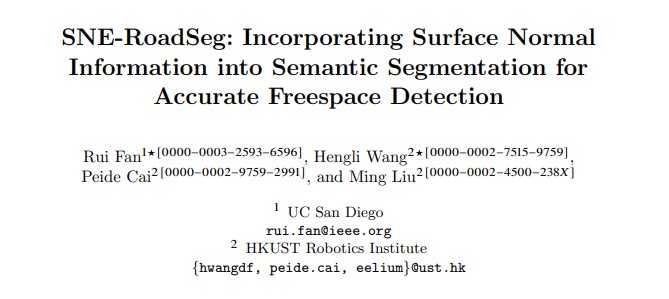 SNE-RoadSeg: Incorporating Surface Normal
Information into Semantic Segmentation for
Accurate Freespace Detection
Rui Fan1⋆[0000−0003−2593−6596], Hengli Wang2⋆[0000−0002−7515−9759],
Peide Cai2[0000−0002−9759−2991], and Ming Liu2[0000−0002−4500−238X]
1 UC San Diego
rui.fan@ieee.org
2 HKUST Robotics Institute
{hwangdf, peide.cai, eelium}@ust.hk